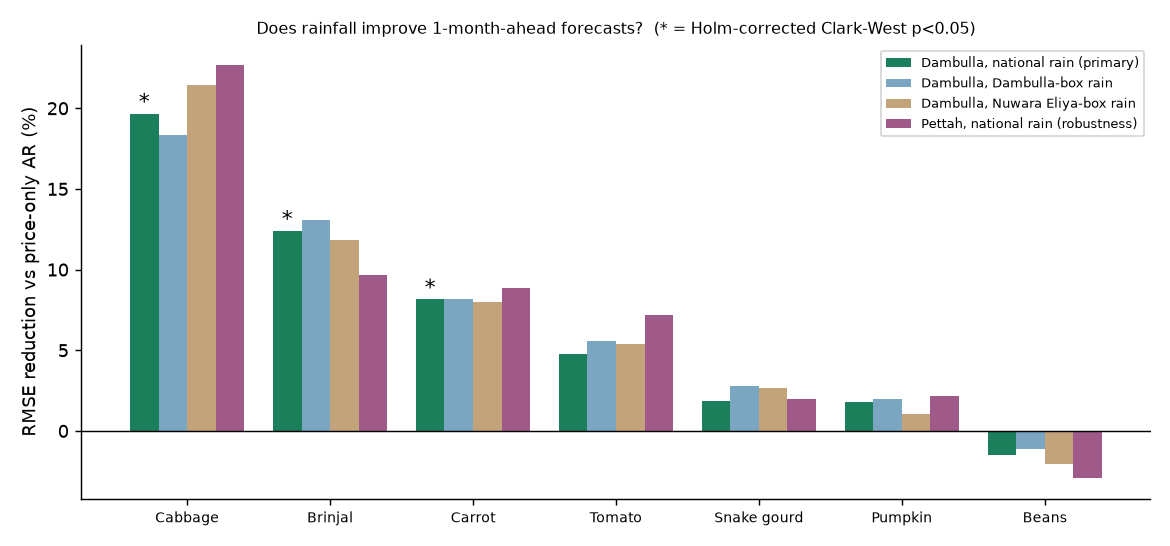 Does rainfall improve 1-month-ahead forecasts?  (* = Holm-corrected Clark-West p<0.05)
RMSE reduction vs price-only AR (%)
20
15
10
5
0
*
*
*
Dambulla, national rain (primary)
Dambulla, Dambulla-box rain
Dambulla, Nuwara Eliya-box rain
Pettah, national rain (robustness)
Cabbage
Brinjal
Carrot
Tomato
Snake gourd
Pumpkin
Beans